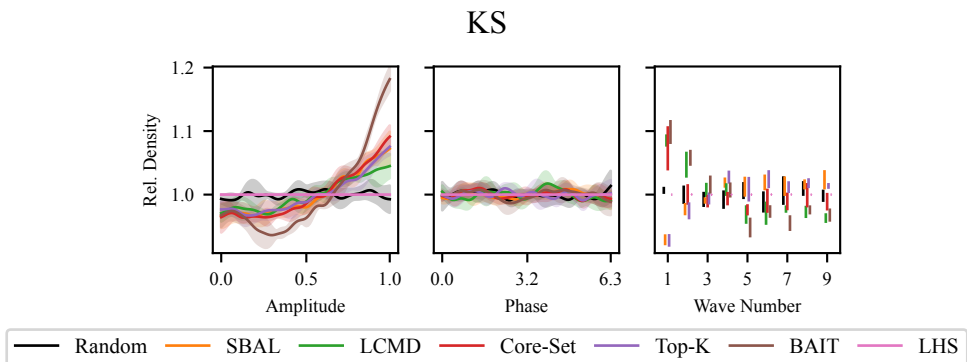 KS
1.2
1.1
1.0
Rel. Density
0.0 0.5 1.0
Amplitude
0.0 3.2 6.3
Phase
1 3 5 7 9
Wave Number
Random SBAL LCMD Core-Set Top-K BAIT LHS